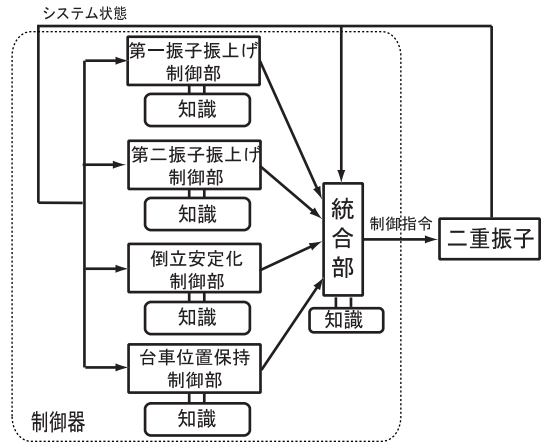 システム状態
第一振子振上げ
制御部
知識
第二振子振上げ
制御部
知識
倒立安定化
制御部
知識
台車位置保持
制御部
知識
統合部
知識
制御指令
二重振子
制御器